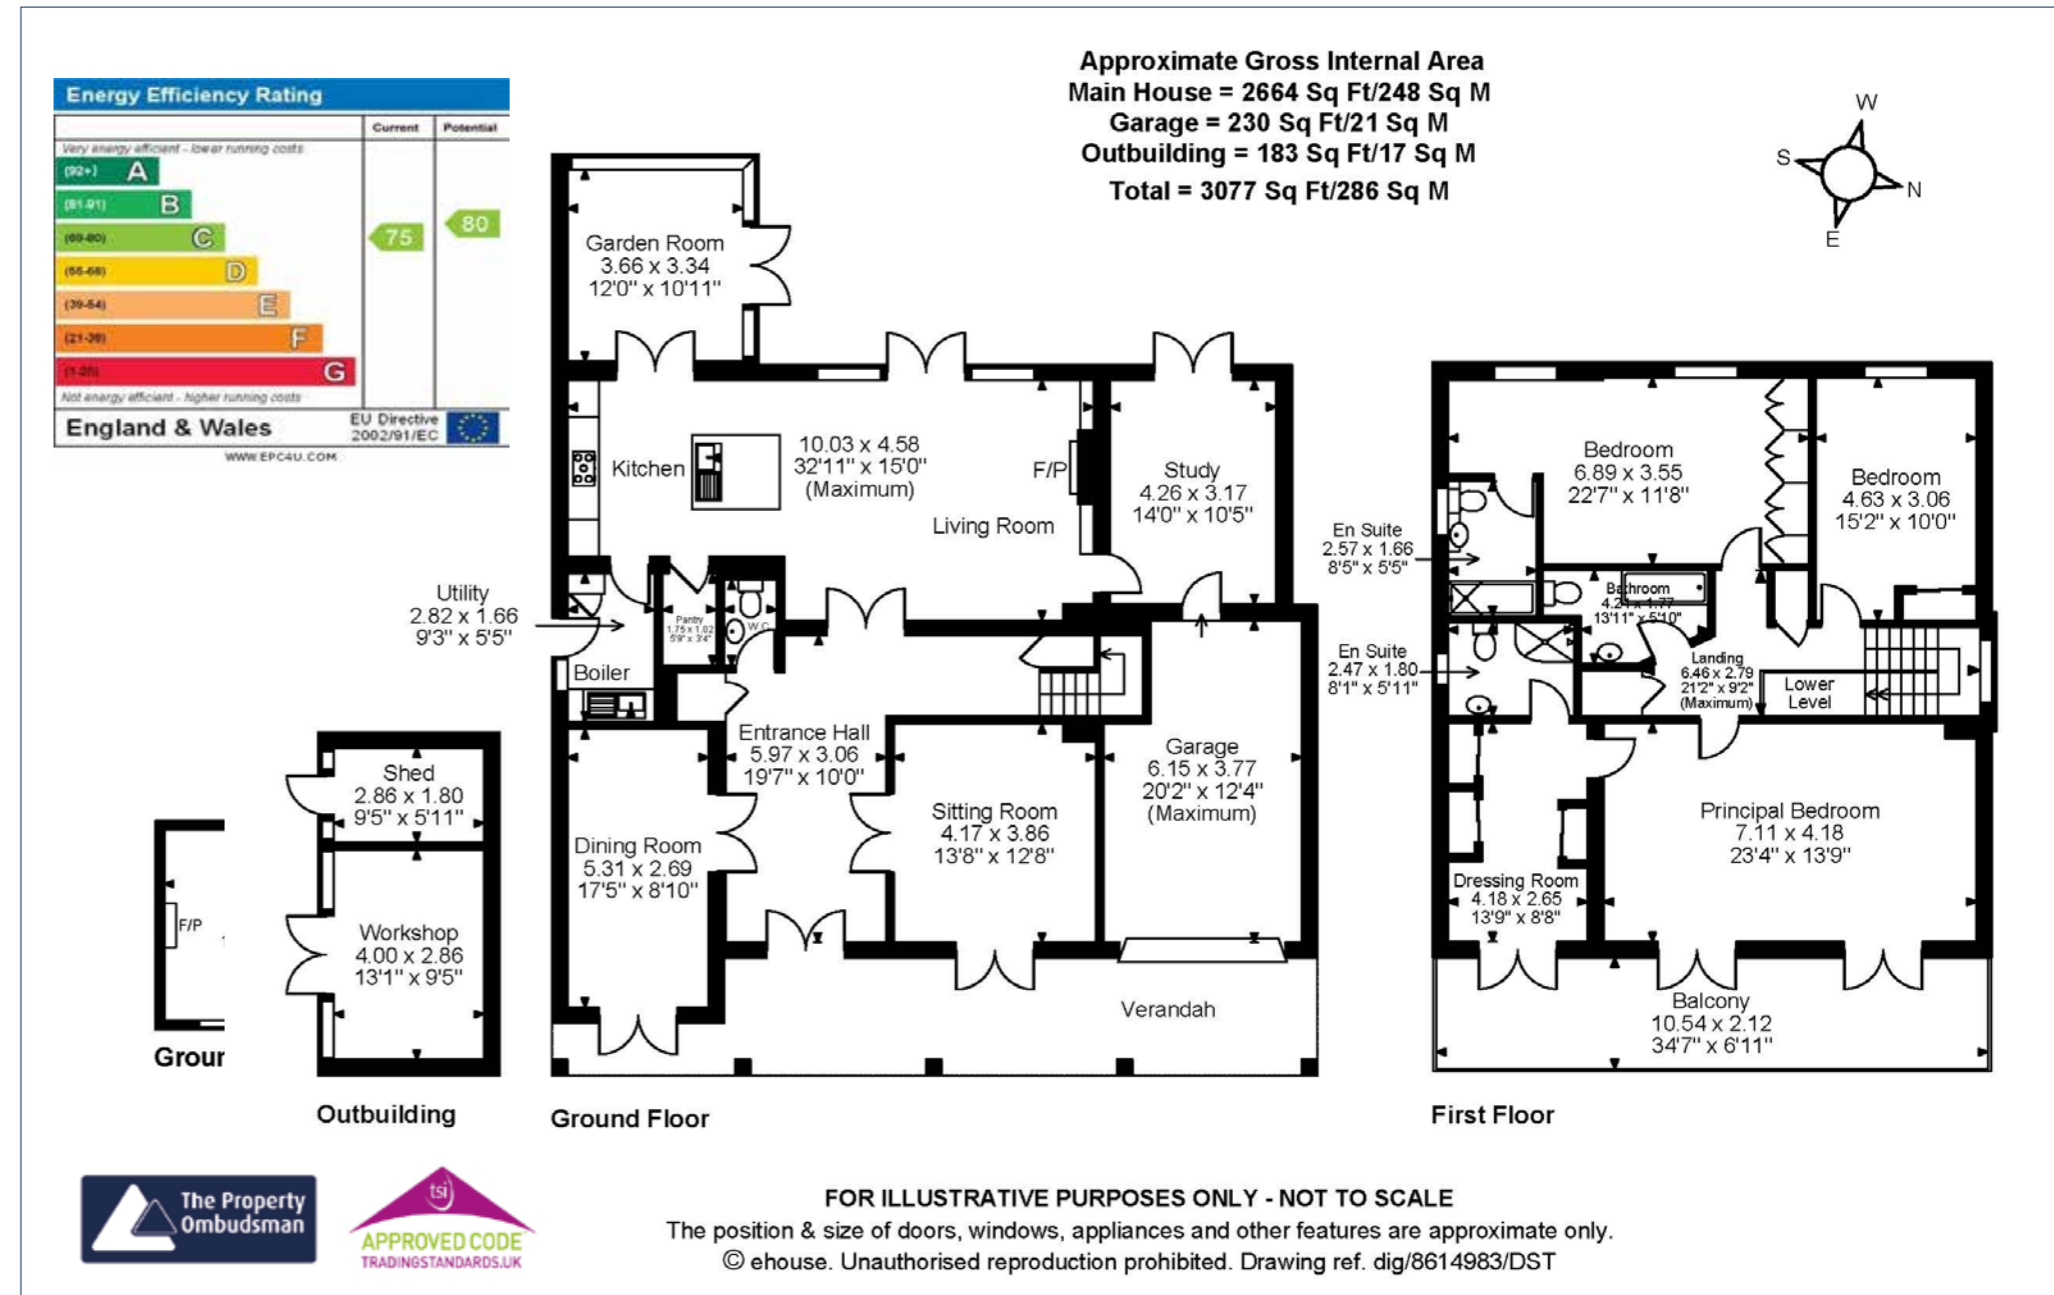 Approximate Gross Internal Area
Main House = 2664 Sq Ft/248 Sq M
Garage = 230 Sq Ft/21 Sq M
Outbuilding = 183 Sq Ft/17 Sq M
Total = 3077 Sq Ft/286 Sq M
W
S
N
E
Energy Efficiency Rating
Current
Potential
Very energy efficient - lower running costs
(92+) A
(81-91) B
(69-80) C
(55-68) D
(39-54) E
(21-38) F
(1-20) G
75
80
Not energy efficient - higher running costs
England & Wales
EU Directive
2002/91/EC
WWW.EPC4U.COM
Garden Room
3.66 x 3.34
12'0" x 10'11"
Kitchen
10.03 x 4.58
32'11" x 15'0"
(Maximum)
F/P
Living Room
Study
4.26 x 3.17
14'0" x 10'5"
Utility
2.82 x 1.66
9'3" x 5'5"
Pantry
1.75 x 1.02
5'9" x 3'4"
W.C
Boiler
Entrance Hall
5.97 x 3.06
19'7" x 10'0"
Dining Room
5.31 x 2.69
17'5" x 8'10"
Sitting Room
4.17 x 3.86
13'8" x 12'8"
Garage
6.15 x 3.77
20'2" x 12'4"
(Maximum)
Verandah
Ground Floor
F/P
Groun
Shed
2.86 x 1.80
9'5" x 5'11"
Workshop
4.00 x 2.86
13'1" x 9'5"
Outbuilding
Bedroom
6.89 x 3.55
22'7" x 11'8"
Bedroom
4.63 x 3.06
15'2" x 10'0"
En Suite
2.57 x 1.66
8'5" x 5'5"
Bathroom
4.21 x 1.77
13'11" x 5'10"
En Suite
2.47 x 1.80
8'1" x 5'11"
Landing
6.46 x 2.79
21'2" x 9'2"
(Maximum)
Lower
Level
Principal Bedroom
7.11 x 4.18
23'4" x 13'9"
Dressing Room
4.18 x 2.65
13'9" x 8'8"
Balcony
10.54 x 2.12
34'7" x 6'11"
First Floor
The Property
Ombudsman
tsi
APPROVED CODE
TRADINGSTANDARDS.UK
FOR ILLUSTRATIVE PURPOSES ONLY - NOT TO SCALE
The position & size of doors, windows, appliances and other features are approximate only.
© ehouse. Unauthorised reproduction prohibited. Drawing ref. dig/8614983/DST